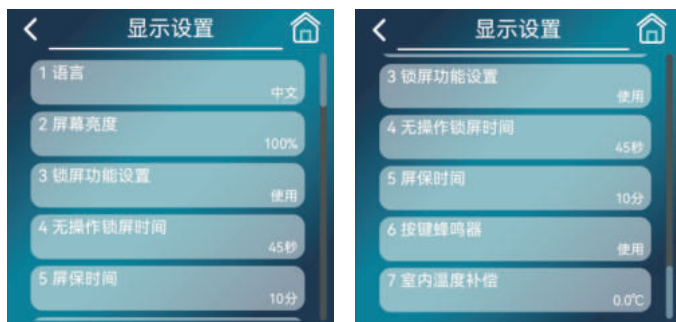 显示设置
1 语言
中文
2 屏幕亮度
100%
3 锁屏功能设置
使用
4 无操作锁屏时间
45秒
5 屏保时间
10分
显示设置
3 锁屏功能设置
使用
4 无操作锁屏时间
45秒
5 屏保时间
10分
6 按键蜂鸣器
使用
7 室内温度补偿
0.0℃